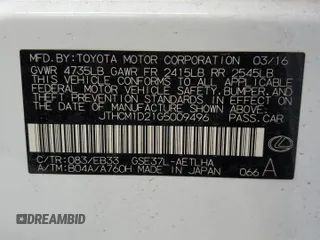 MFD. BY: TOYOTA MOTOR CORPORATION 03/16
GVWR 4735LB GAWR FR 2415LB RR 2545LB
THIS VEHICLE CONFORMS TO ALL APPLICABLE
FEDERAL MOTOR VEHICLE SAFETY, BUMPER, AND
THEFT PREVENTION STANDARDS IN EFFECT ON
THE DATE OF MANUFACTURE SHOWN ABOVE.
JTHCM1D21G5009496 PASS.CAR
C/TR: 083/EB33 GSE37L-AETLHA
A/TM: B04A/A760H MADE IN JAPAN 066 A
DREAMBID
DREAMBID.COM